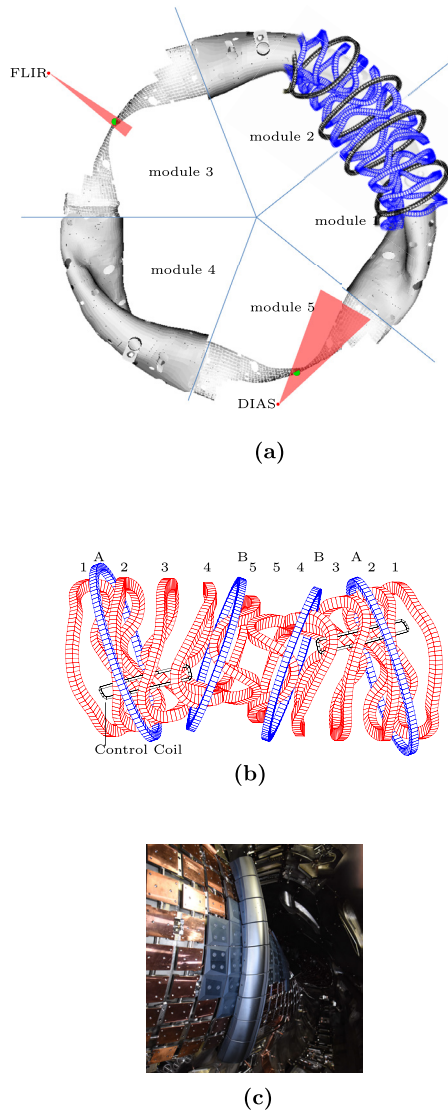 FLIR
module 2
module 3
module 1
module 4
module 5
DIAS
(a)
A B B A
1 2 3 4 5 5 4 3 2 1
Control Coil
(b)
(c)